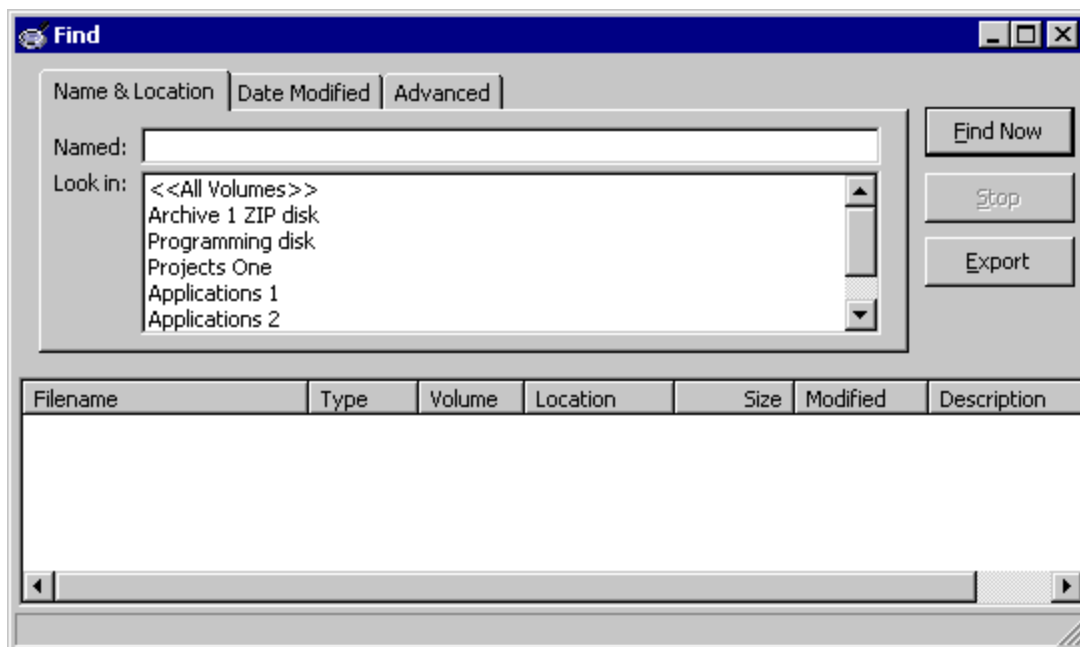 Find
Name & Location Date Modified Advanced
Named:
Find Now
Look in:
<<All Volumes>>
Archive 1 ZIP disk
Programming disk
Projects One
Applications 1
Applications 2
Stop
Export
Filename Type Volume Location Size Modified Description